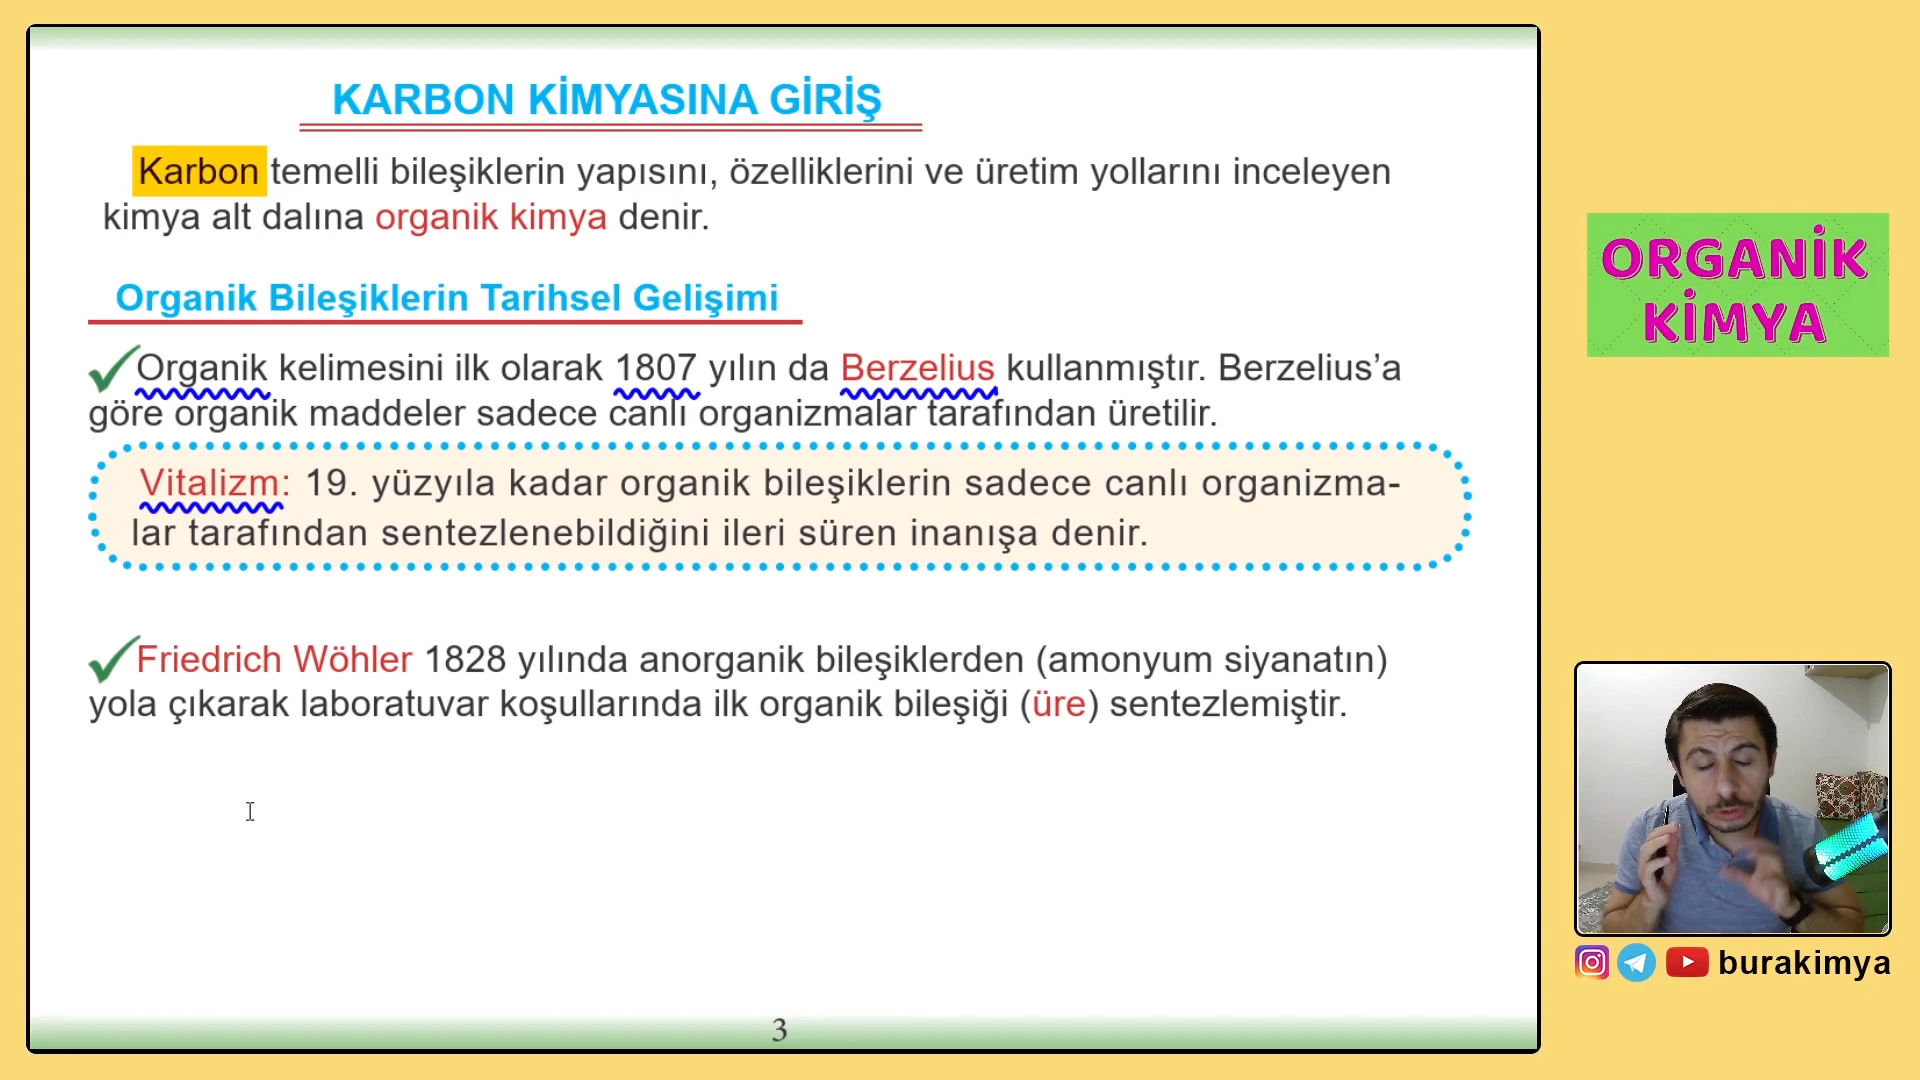 KARBON KİMYASINA GİRİŞ
Karbon temelli bileşiklerin yapısını, özelliklerini ve üretim yollarını inceleyen
kimya alt dalına organik kimya denir.
Organik Bileşiklerin Tarihsel Gelişimi
Organik kelimesini ilk olarak 1807 yılın da Berzelius kullanmıştır. Berzelius’a
göre organik maddeler sadece canlı organizmalar tarafından üretilir.
Vitalizm: 19. yüzyıla kadar organik bileşiklerin sadece canlı organizma-
lar tarafından sentezlenebildiğini ileri süren inanışa denir.
Friedrich Wöhler 1828 yılında anorganik bileşiklerden (amonyum siyanatın)
yola çıkarak laboratuvar koşullarında ilk organik bileşiği (üre) sentezlemiştir.
3
ORGANİK
KİMYA
burakimya